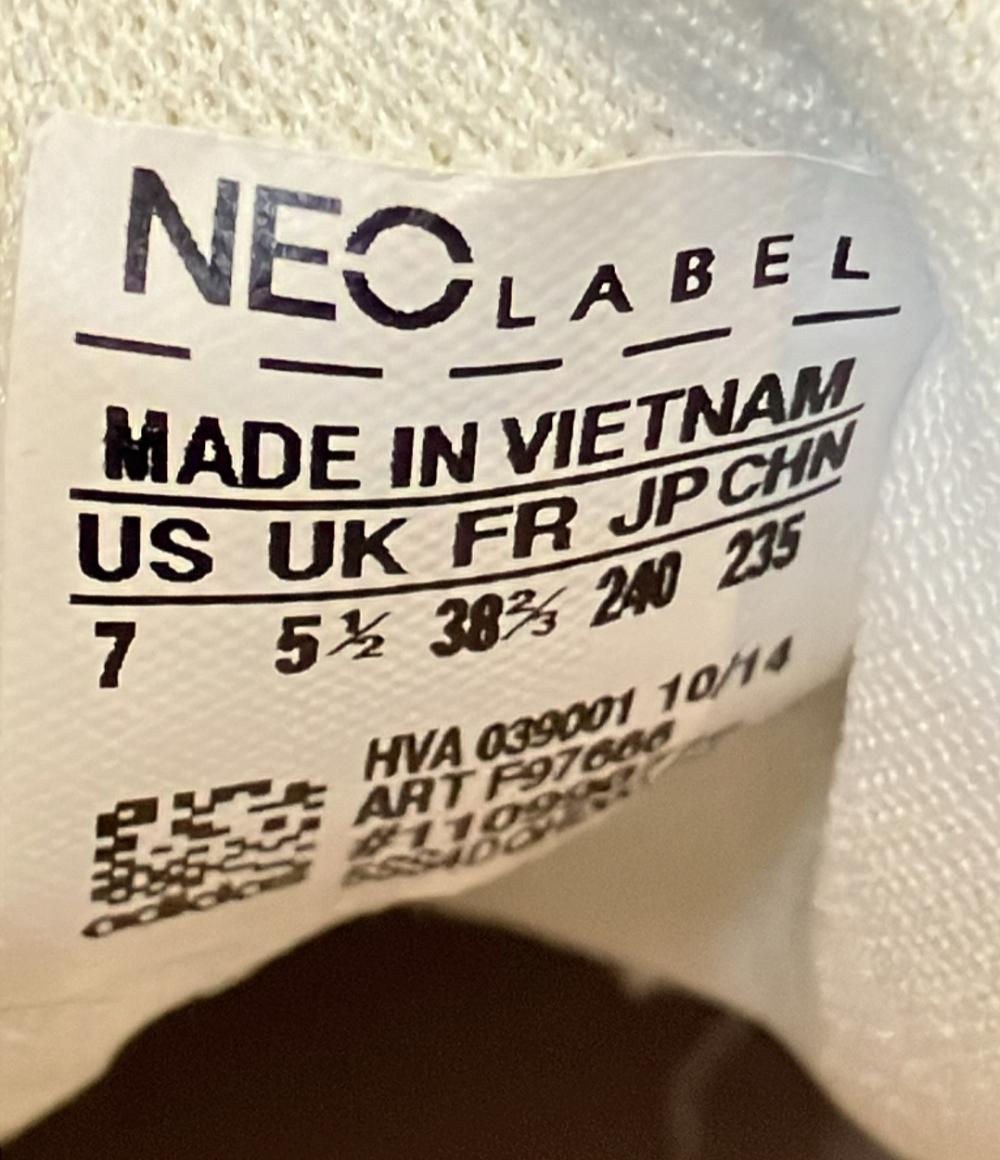 NEO LABEL
MADE IN VIETNAM
US UK FR JP CHN
7 5½ 38⅔ 240 235
HVA 039001 10/14
ART F97666